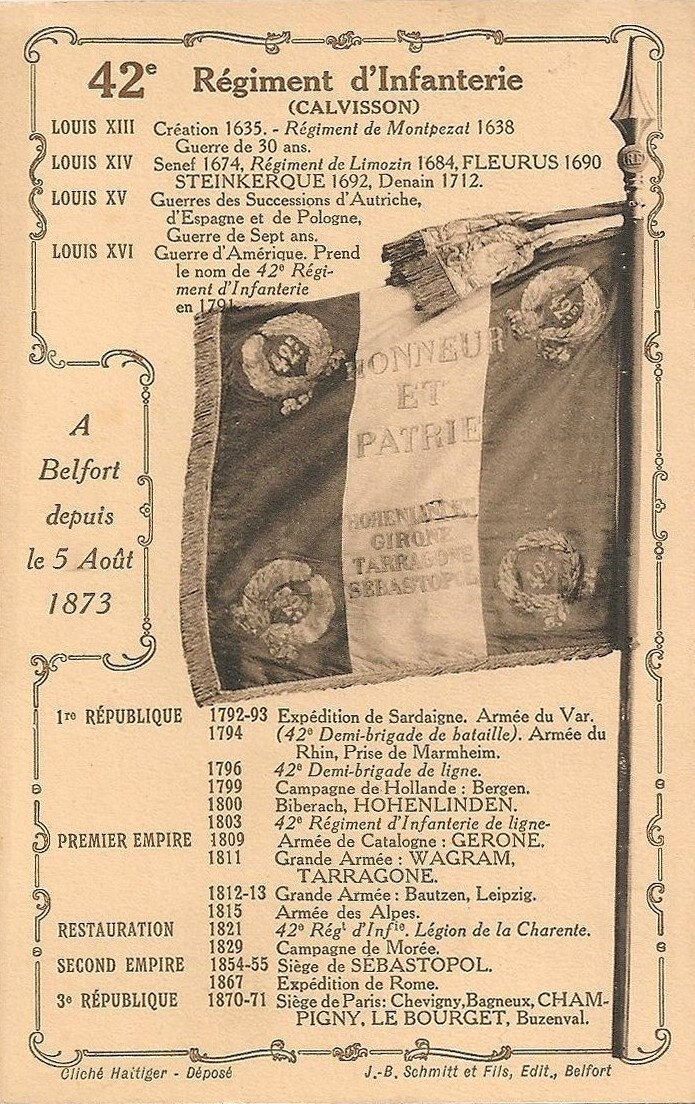 42e Régiment d'Infanterie
(CALVISSON)
LOUIS XIII Création 1635. - Régiment de Montpezat 1638
Guerre de 30 ans.
LOUIS XIV Senef 1674, Régiment de Limozin 1684, FLEURUS 1690
STEINKERQUE 1692, Denain 1712.
LOUIS XV Guerres des Successions d'Autriche,
d'Espagne et de Pologne,
Guerre de Sept ans.
LOUIS XVI Guerre d'Amérique. Prend
le nom de 42e Régi-
ment d'Infanterie
en 1791
RF
42
42
HONNEUR
ET
PATRIE
HOHENLINDEN
GIRONE
TARRAGONE
SÉBASTOPOL
A
Belfort
depuis
le 5 Août
1873
1re RÉPUBLIQUE 1792-93 Expédition de Sardaigne. Armée du Var.
1794 (42e Demi-brigade de bataille). Armée du
Rhin, Prise de Marmheim.
1796 42e Demi-brigade de ligne.
1799 Campagne de Hollande : Bergen.
1800 Biberach, HOHENLINDEN.
1803 42e Régiment d'Infanterie de ligne-
PREMIER EMPIRE 1809 Armée de Catalogne : GERONE.
1811 Grande Armée : WAGRAM,
TARRAGONE.
1812-13 Grande Armée : Bautzen, Leipzig.
1815 Armée des Alpes.
RESTAURATION 1821 42e Régt d'Infie. Légion de la Charente.
1829 Campagne de Morée.
SECOND EMPIRE 1854-55 Siège de SÉBASTOPOL.
1867 Expédition de Rome.
3e RÉPUBLIQUE 1870-71 Siège de Paris: Chevigny, Bagneux, CHAM-
PIGNY, LE BOURGET, Buzenval.
Cliché Haitiger - Déposé J.-B. Schmitt et Fils, Edit., Belfort